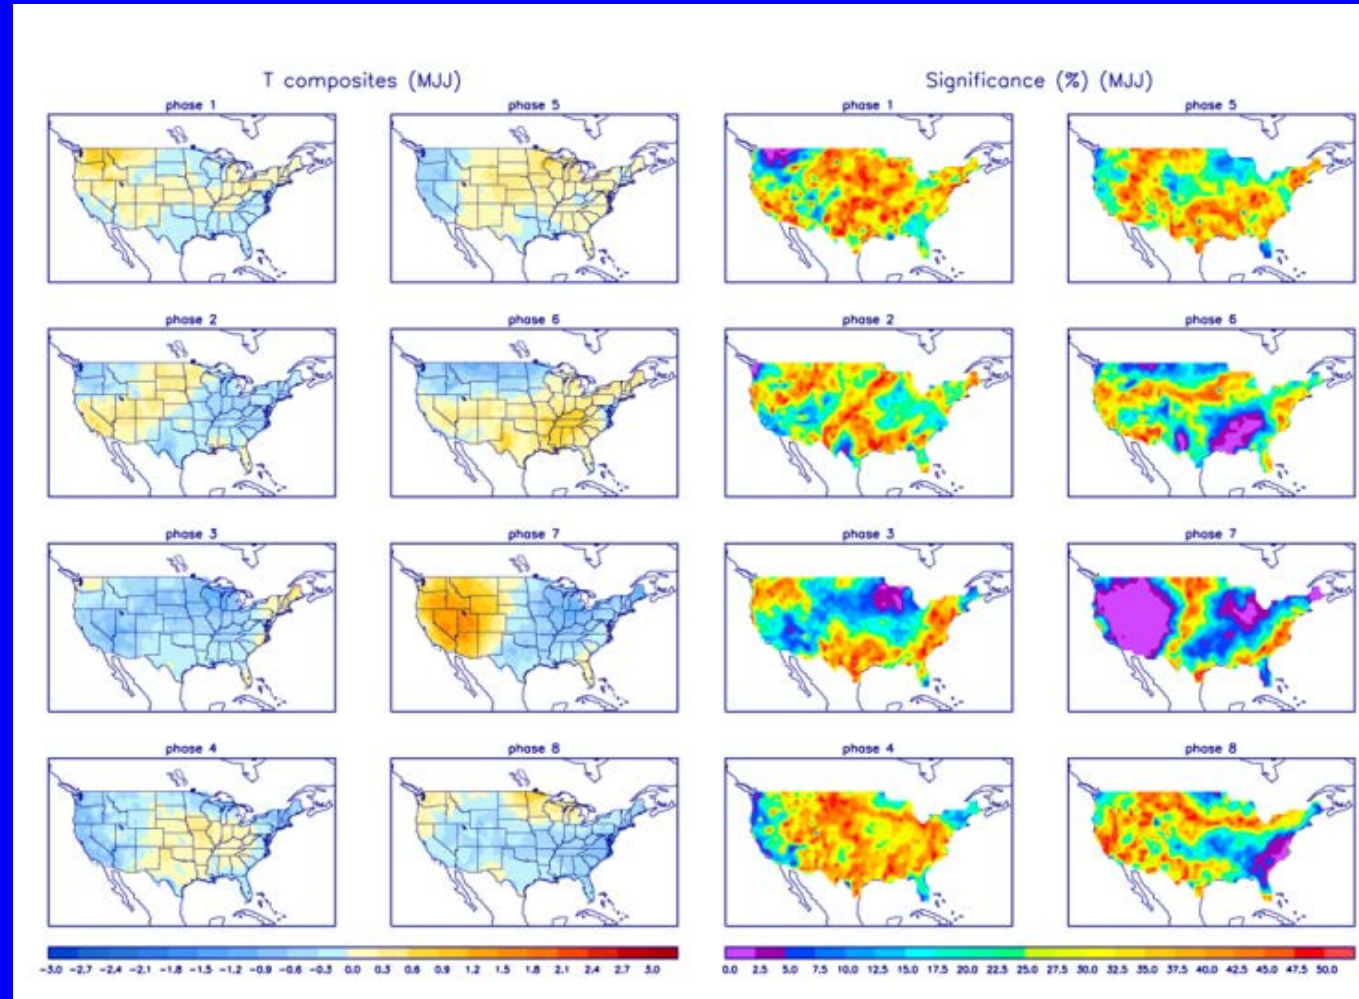 T composites (MJJ) Significance (%) (MJJ)
phase 1 phase 5 phase 1 phase 5
phase 2 phase 6 phase 2 phase 6
phase 3 phase 7 phase 3 phase 7
phase 4 phase 8 phase 4 phase 8
-3.0 -2.7 -2.4 -2.1 -1.8 -1.5 -1.2 -0.9 -0.6 -0.3 0.0 0.3 0.6 0.9 1.2 1.5 1.8 2.1 2.4 2.7 3.0 0.0 2.5 5.0 7.5 10.0 12.5 15.0 17.5 20.0 22.5 25.0 27.5 30.0 32.5 35.0 37.5 40.0 42.5 45.0 47.5 50.0